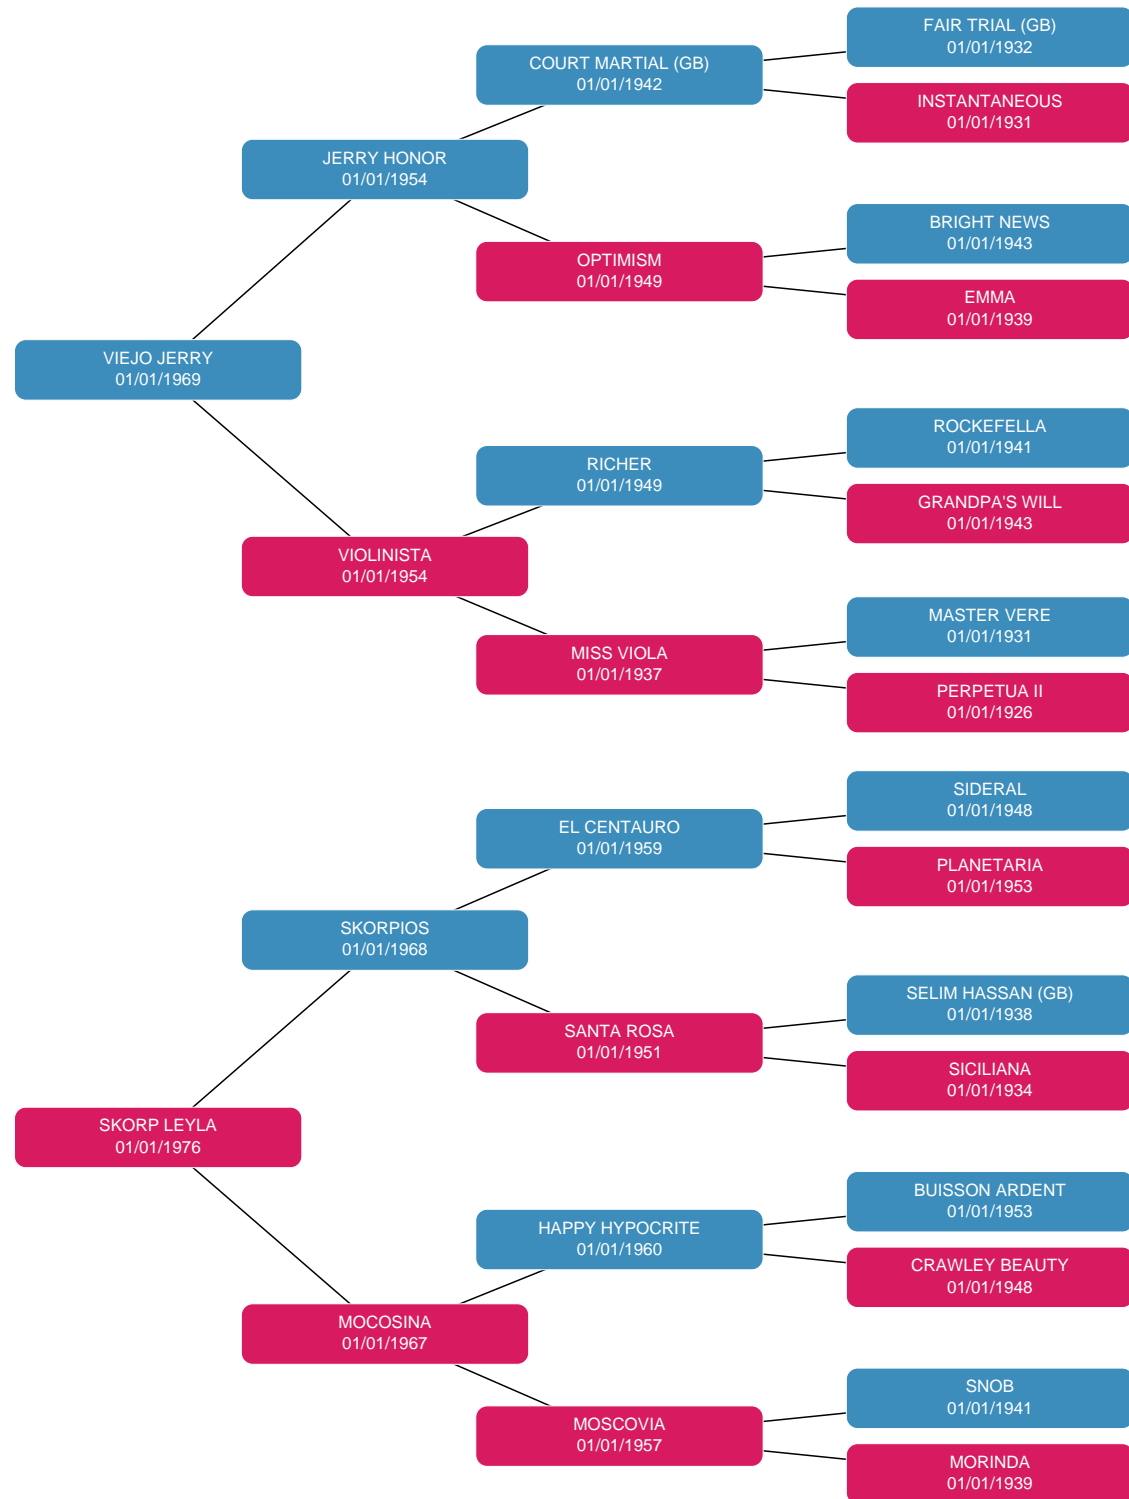 FAIR TRIAL (GB)
01/01/1932
COURT MARTIAL (GB)
01/01/1942
INSTANTANEOUS
01/01/1931
JERRY HONOR
01/01/1954
BRIGHT NEWS
01/01/1943
OPTIMISM
01/01/1949
EMMA
01/01/1939
VIEJO JERRY
01/01/1969
ROCKEFELLA
01/01/1941
RICHER
01/01/1949
GRANDPA'S WILL
01/01/1943
VIOLINISTA
01/01/1954
MASTER VERE
01/01/1931
MISS VIOLA
01/01/1937
PERPETUA II
01/01/1926
SIDERAL
01/01/1948
EL CENTAURO
01/01/1959
PLANETARIA
01/01/1953
SKORPIOS
01/01/1968
SELIM HASSAN (GB)
01/01/1938
SANTA ROSA
01/01/1951
SICILIANA
01/01/1934
SKORP LEYLA
01/01/1976
BUISSON ARDENT
01/01/1953
HAPPY HYPOCRITE
01/01/1960
CRAWLEY BEAUTY
01/01/1948
MOCOSINA
01/01/1967
SNOB
01/01/1941
MOSCOVIA
01/01/1957
MORINDA
01/01/1939